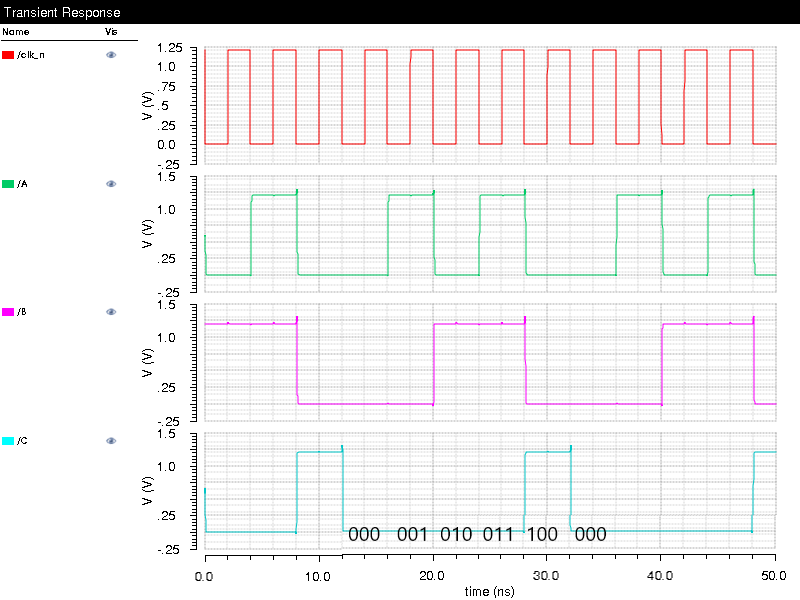 Transient Response
Name Vis
/clk_n
1.25
1.0
.75
.5
.25
0.0
-.25
V (V)
/A
1.5
1.0
.25
-.25
V (V)
/B
1.5
1.0
.25
-.25
V (V)
/C
1.5
1.0
.25
-.25
V (V)
000 001 010 011 100 000
0.0 10.0 20.0 30.0 40.0 50.0
time (ns)